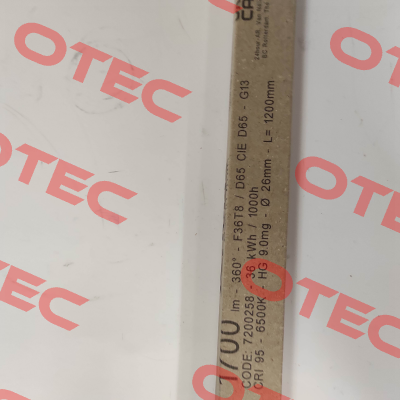 OTEC
1700 lm - 360° - F36T8 / D65 CIE D65 - G13
CODE: 7200258 - 36 kWh / 1000h
CRI 95 - 6500K - HG 9.0mg - Ø 26mm - L= 1200mm
OTEC
OTEC
OTEC
OTEC